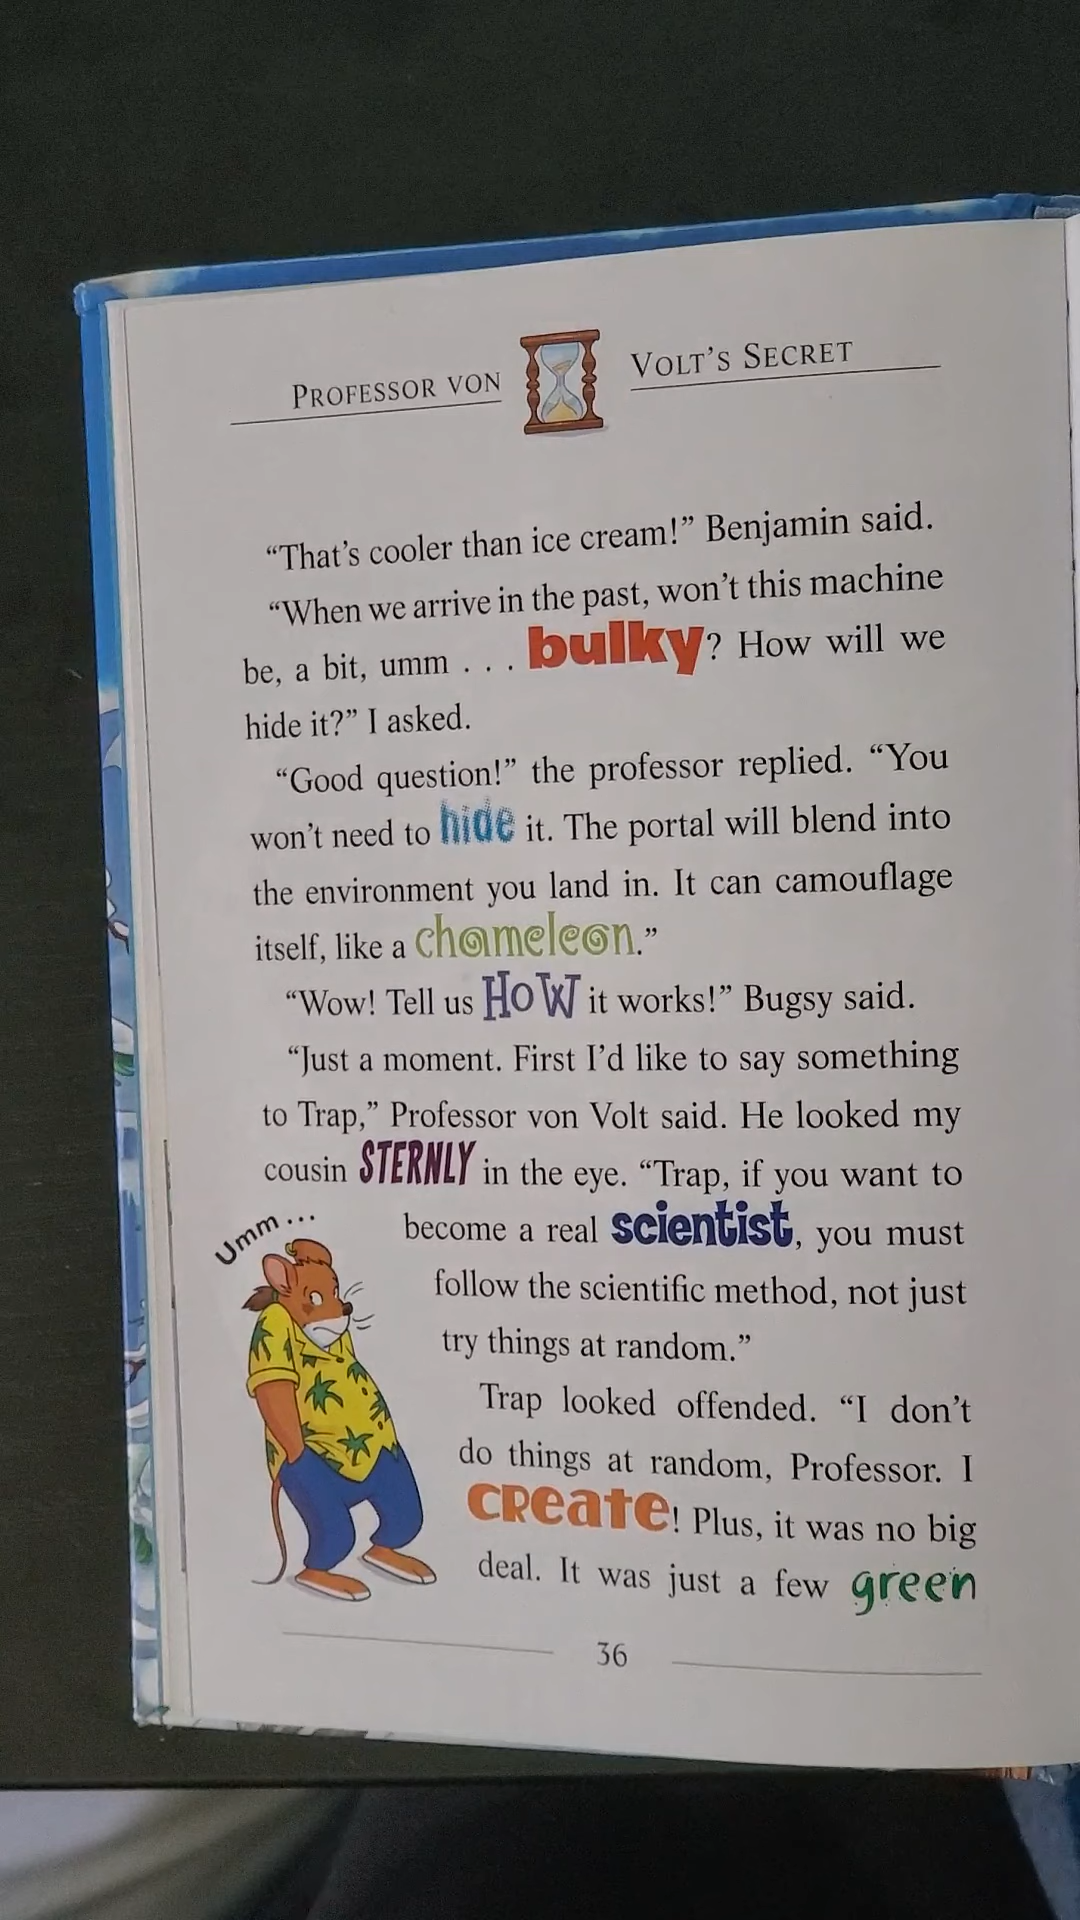 PROFESSOR VON VOLT'S SECRET
“That’s cooler than ice cream!” Benjamin said.
“When we arrive in the past, won’t this machine
be, a bit, umm . . . bulky? How will we
hide it?” I asked.
“Good question!” the professor replied. “You
won’t need to hide it. The portal will blend into
the environment you land in. It can camouflage
itself, like a chameleon.”
“Wow! Tell us HoW it works!” Bugsy said.
“Just a moment. First I’d like to say something
to Trap,” Professor von Volt said. He looked my
cousin STERNLY in the eye. “Trap, if you want to
become a real scientist, you must
follow the scientific method, not just
try things at random.”
Umm...
Trap looked offended. “I don’t
do things at random, Professor. I
CReate! Plus, it was no big
deal. It was just a few green
36